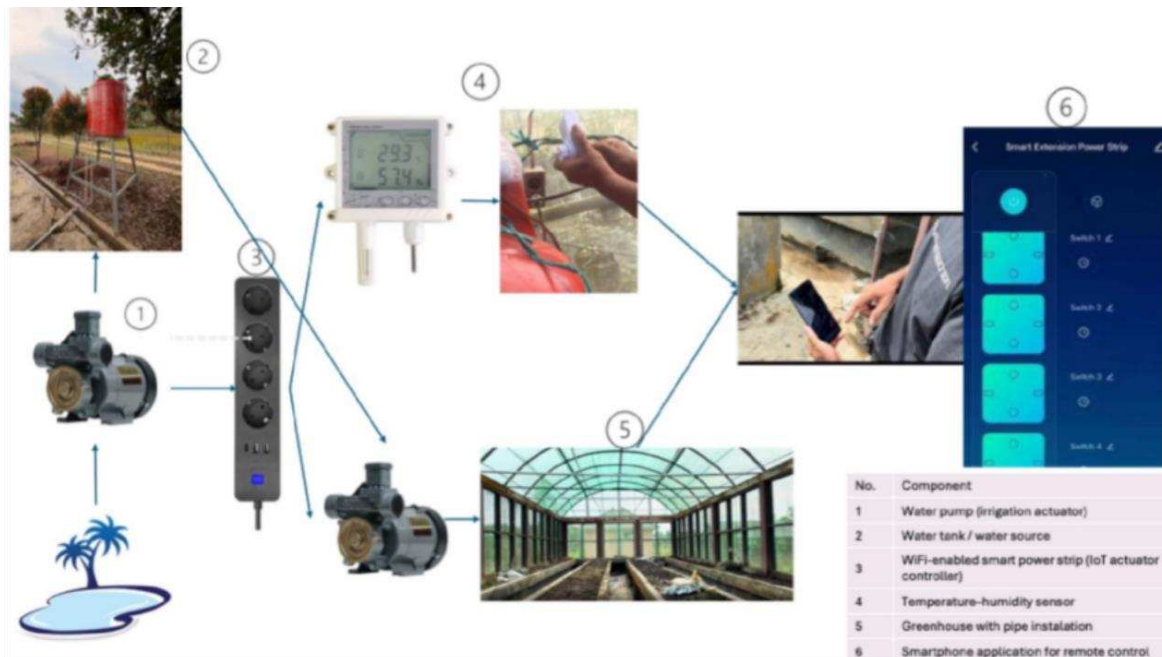 2
4
6
Smart Extension Power Strip
29.3
57.4
3
Switch 1
1
Switch 2
Switch 3
5
Switch 4
No. Component
1 Water pump (irrigation actuator)
2 Water tank / water source
3 WiFi-enabled smart power strip (IoT actuator
controller)
4 Temperature-humidity sensor
5 Greenhouse with pipe instalation
6 Smartphone application for remote control